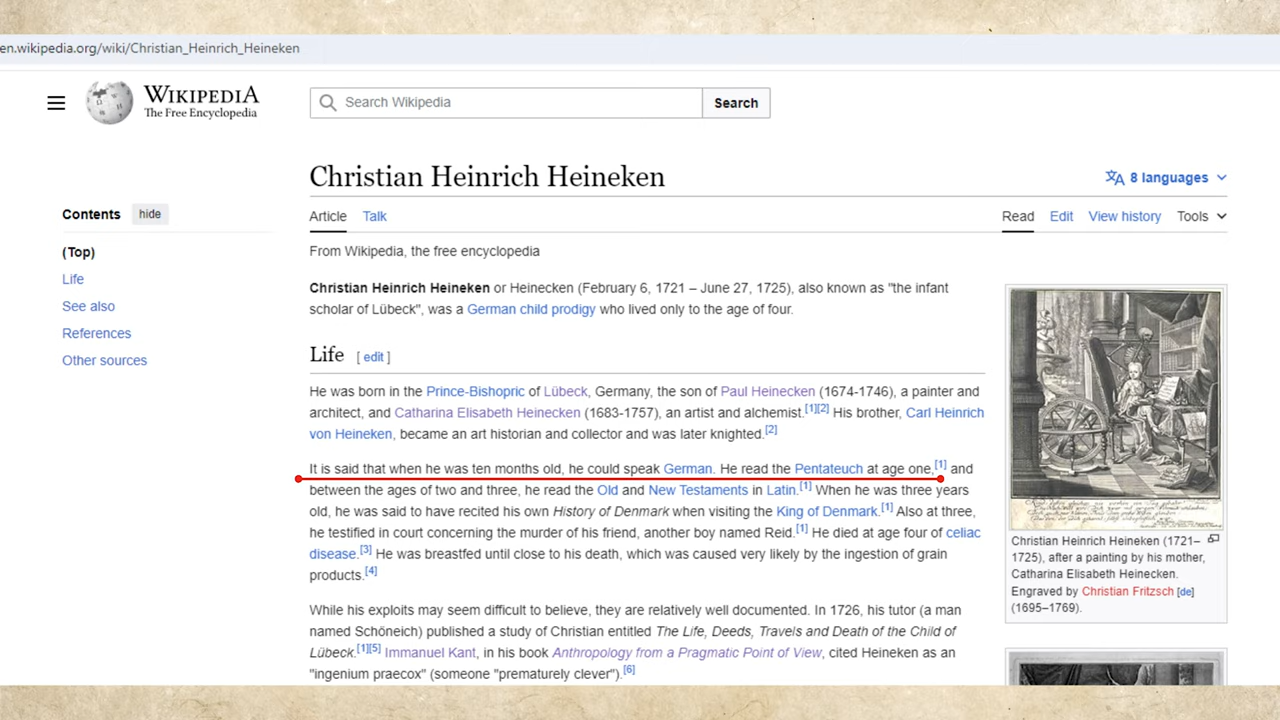 en.wikipedia.org/wiki/Christian_Heinrich_Heineken
WIKIPEDIA
The Free Encyclopedia
Search Wikipedia
Search
Christian Heinrich Heineken
8 languages
Contents hide
Article Talk
Read Edit View history Tools
(Top)
Life
See also
References
Other sources
From Wikipedia, the free encyclopedia
Christian Heinrich Heineken or Heinecken (February 6, 1721 – June 27, 1725), also known as "the infant
scholar of Lübeck", was a German child prodigy who lived only to the age of four.
Life [ edit ]
He was born in the Prince-Bishopric of Lübeck, Germany, the son of Paul Heinecken (1674-1746), a painter and
architect, and Catharina Elisabeth Heinecken (1683-1757), an artist and alchemist.[1][2] His brother, Carl Heinrich
von Heineken, became an art historian and collector and was later knighted.[2]
It is said that when he was ten months old, he could speak German. He read the Pentateuch at age one,[1] and
between the ages of two and three, he read the Old and New Testaments in Latin.[1] When he was three years
old, he was said to have recited his own History of Denmark when visiting the King of Denmark.[1] Also at three,
he testified in court concerning the murder of his friend, another boy named Reid.[1] He died at age four of celiac
disease.[3] He was breastfed until close to his death, which was caused very likely by the ingestion of grain
products.[4]
While his exploits may seem difficult to believe, they are relatively well documented. In 1726, his tutor (a man
named Schöneich) published a study of Christian entitled The Life, Deeds, Travels and Death of the Child of
Lübeck.[1][5] Immanuel Kant, in his book Anthropology from a Pragmatic Point of View, cited Heineken as an
"ingenium praecox" (someone "prematurely clever").[6]
Christian Heinrich Heineken (1721–
1725), after a painting by his mother,
Catharina Elisabeth Heinecken.
Engraved by Christian Fritzsch [de]
(1695–1769).